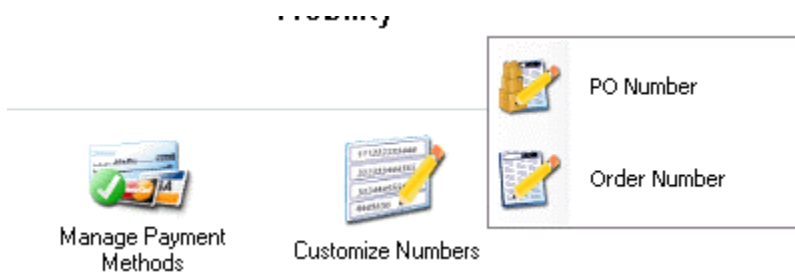 PO Number
Order Number
Manage Payment
Methods
Customize Numbers